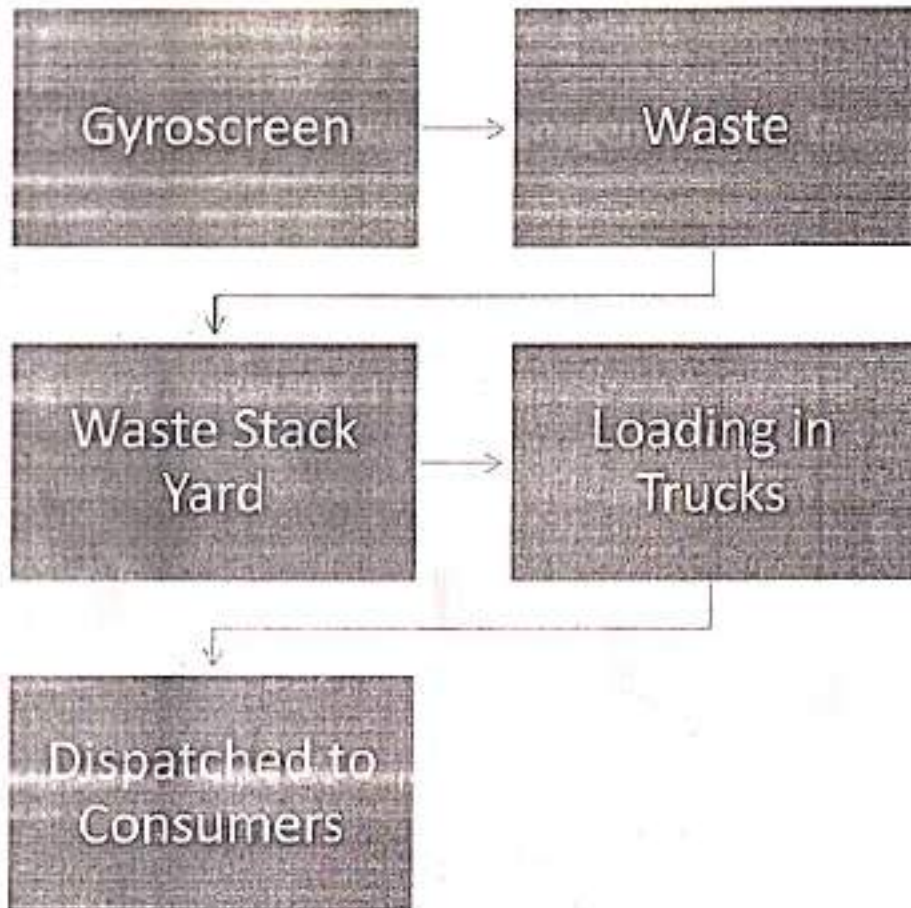 Gyroscreen
Waste
Waste Stack
Yard
Loading in
Trucks
Dispatched to
Consumers